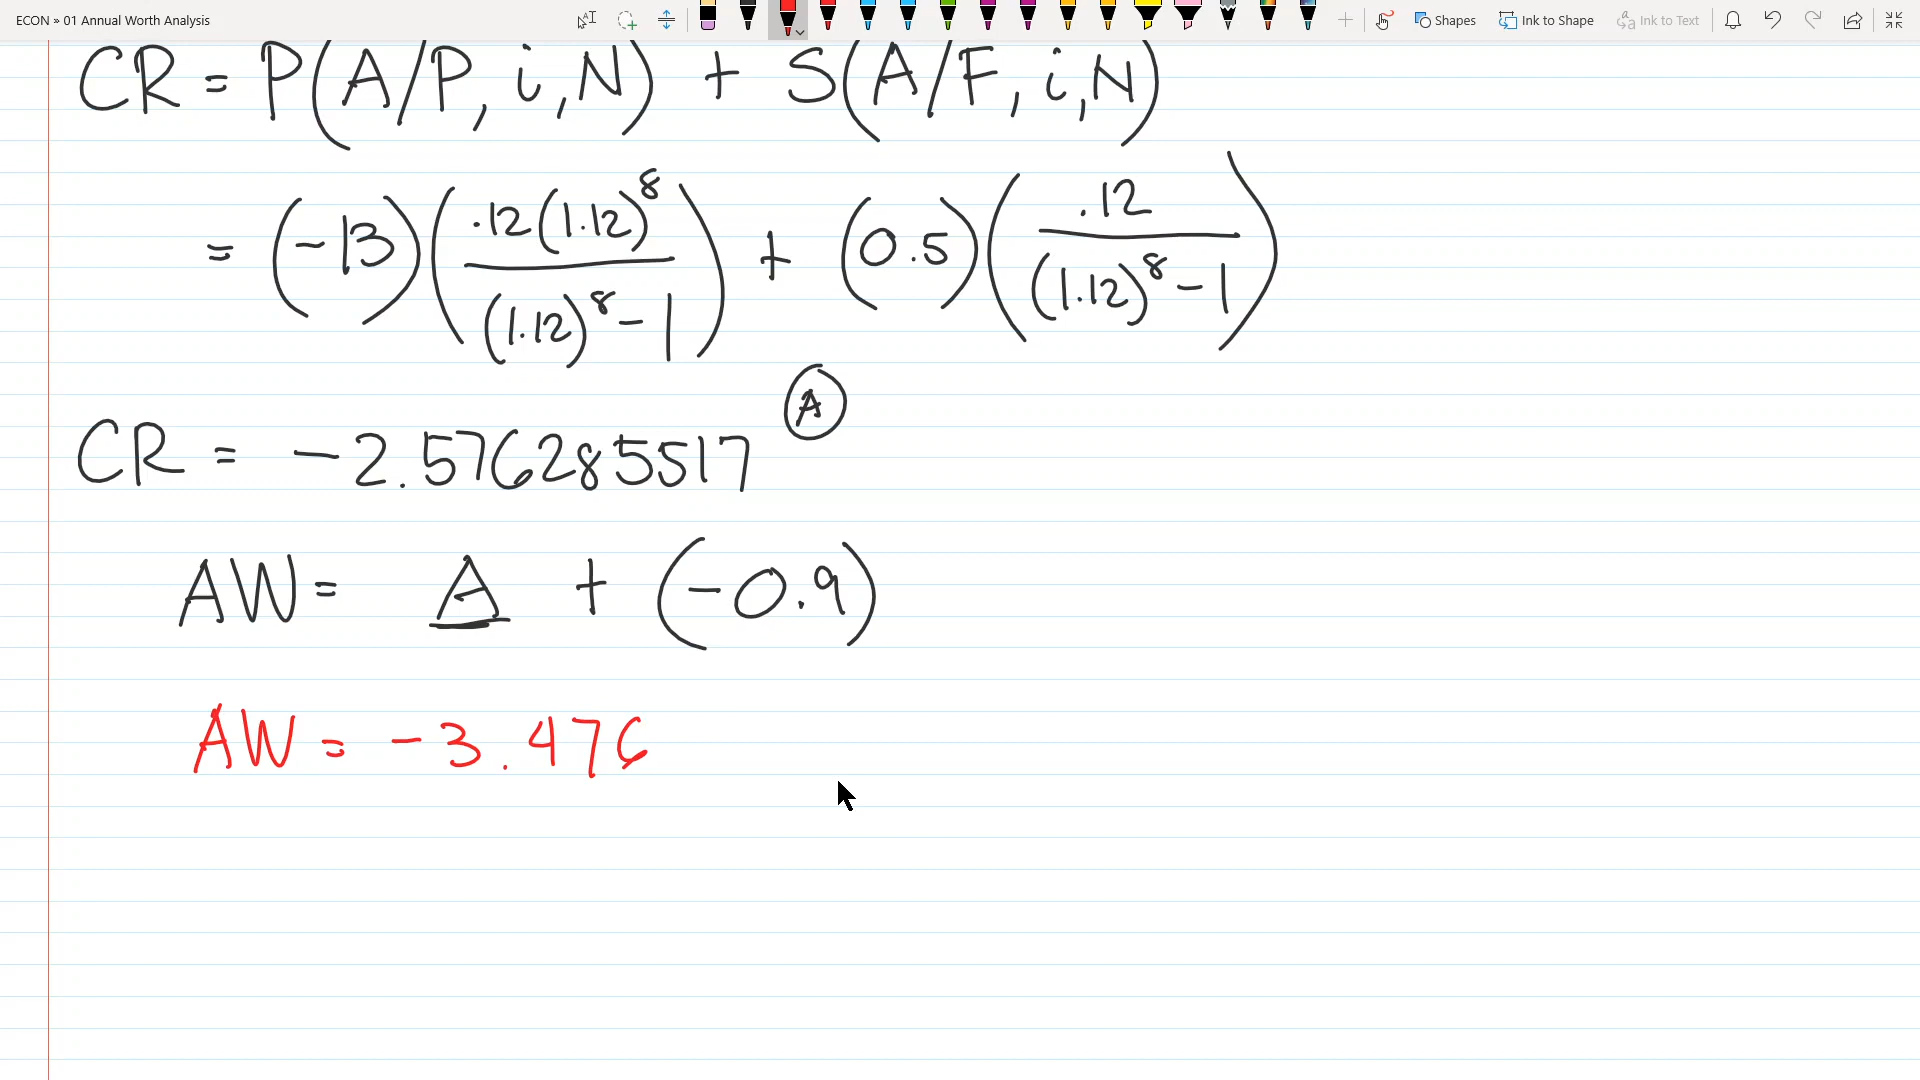 ECON » 01 Annual Worth Analysis
Shapes Ink to Shape Ink to Text
CR = P(A/P, i, N) + S(A/F, i, N)
= (-13)(.12(1.12)^8 / (1.12)^8 - 1) + (0.5)(.12 / (1.12)^8 - 1)
CR = -2.576285517 A
AW = A + (-0.9)
AW = -3.476